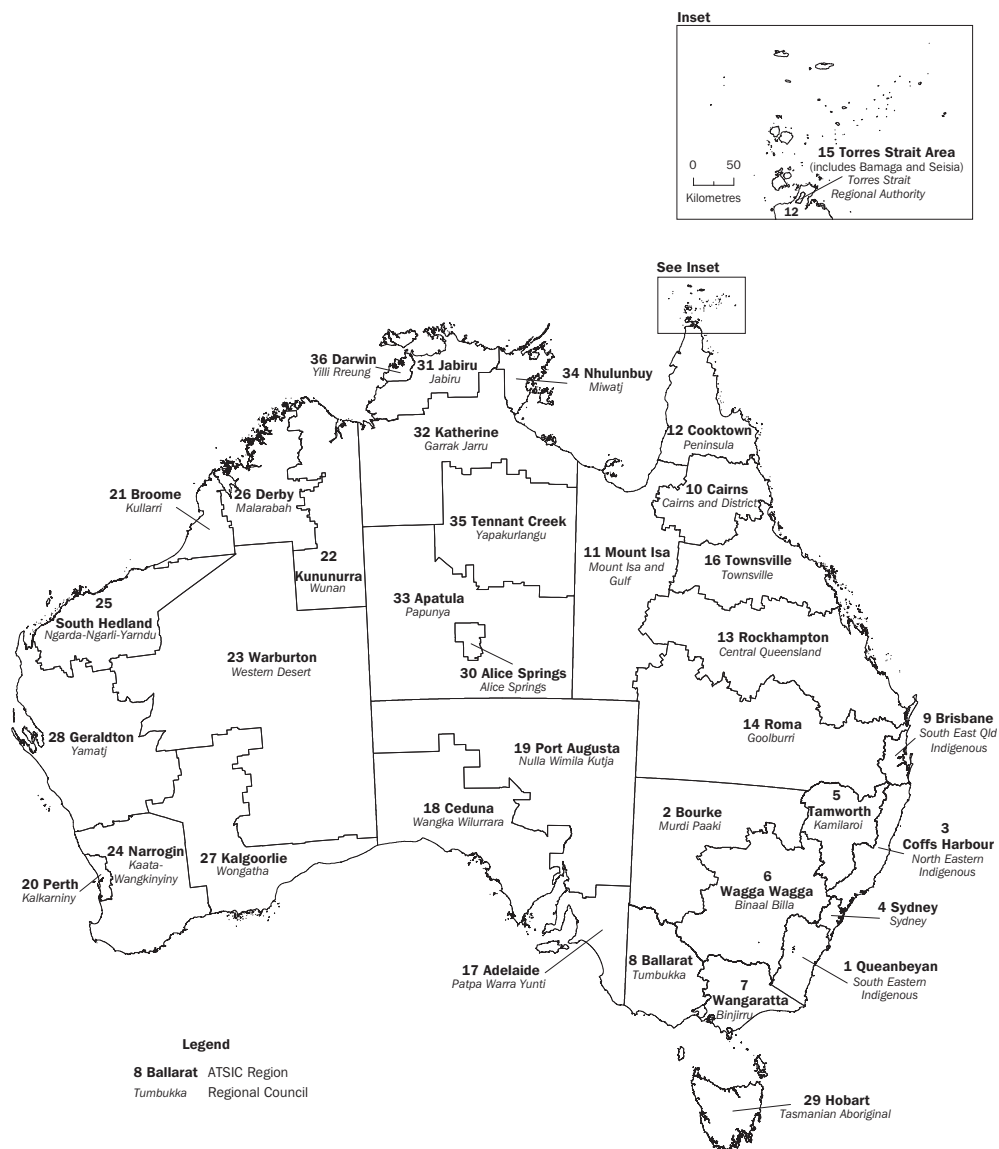 Inset
15 Torres Strait Area
(includes Bamaga and Seisia)
Torres Strait
Regional Authority
0 50
Kilometres
12
See Inset
36 Darwin
Yilli Rreung
31 Jabiru
Jabiru
34 Nhulunbuy
Miwatj
32 Katherine
Garrak Jarru
12 Cooktown
Peninsula
21 Broome
Kullarri
26 Derby
Malarabah
10 Cairns
Cairns and District
35 Tennant Creek
Yapakurlangu
22
Kununurra
Wunan
11 Mount Isa
Mount Isa and
Gulf
16 Townsville
Townsville
25
South Hedland
Ngarda-Ngarli-Yarndu
33 Apatula
Papunya
13 Rockhampton
Central Queensland
23 Warburton
Western Desert
30 Alice Springs
Alice Springs
28 Geraldton
Yamatj
19 Port Augusta
Nulla Wimila Kutja
14 Roma
Goolburri
9 Brisbane
South East Qld
Indigenous
18 Ceduna
Wangka Wilurrara
2 Bourke
Murdi Paaki
5
Tamworth
Kamilaroi
3
Coffs Harbour
North Eastern
Indigenous
24 Narrogin
Kaata-
Wangkinyiny
27 Kalgoorlie
Wongatha
20 Perth
Kalkarniny
6
Wagga Wagga
Binaal Billa
4 Sydney
Sydney
17 Adelaide
Patpa Warra Yunti
8 Ballarat
Tumbukka
7
Wangaratta
Binjirru
1 Queanbeyan
South Eastern
Indigenous
Legend
8 Ballarat ATSIC Region
Tumbukka Regional Council
29 Hobart
Tasmanian Aboriginal